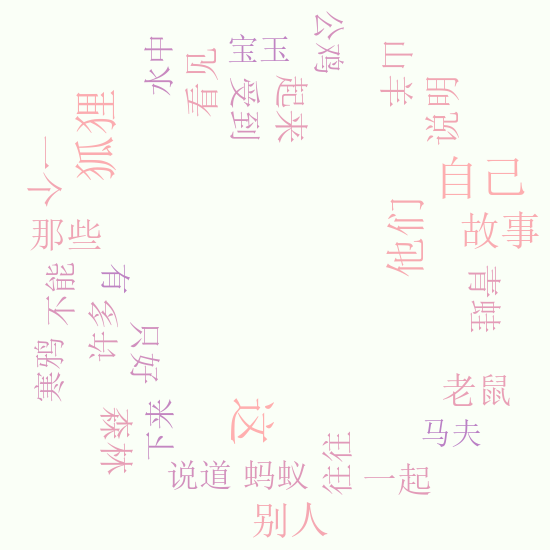 公鸡
水中
看见
宝玉
受到
起来
山羊
说明
狐狸
一个
自己
故事
他们
那些
青蛙
不能
有
许多
只好
寒鸦
老鼠
森林
下来
这
马夫
说道
蚂蚁
往往
一起
别人